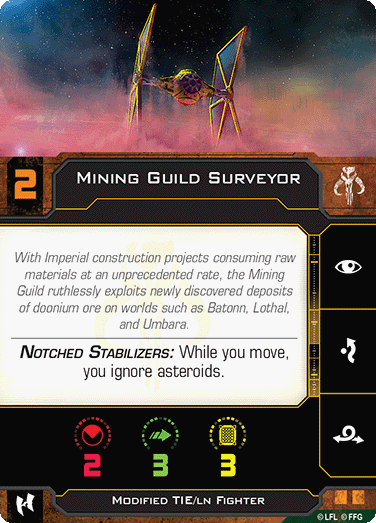 2 MINING GUILD SURVEYOR
With Imperial construction projects consuming raw
materials at an unprecedented rate, the Mining
Guild ruthlessly exploits newly discovered deposits
of doonium ore on worlds such as Batonn, Lothal,
and Umbara.
NOTCHED STABILIZERS: While you move,
you ignore asteroids.
2 3 3
MODIFIED TIE/LN FIGHTER
© LFL © FFG